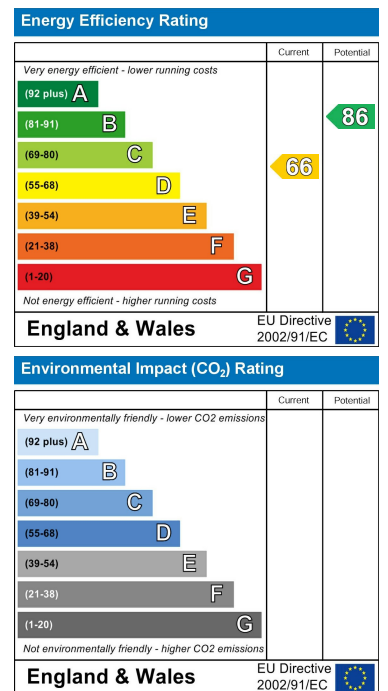 Energy Efficiency Rating
Current Potential
Very energy efficient - lower running costs
(92 plus) A
(81-91) B
86
(69-80) C
66
(55-68) D
(39-54) E
(21-38) F
(1-20) G
Not energy efficient - higher running costs
England & Wales
EU Directive
2002/91/EC
Environmental Impact (CO₂) Rating
Current Potential
Very environmentally friendly - lower CO2 emissions
(92 plus) A
(81-91) B
(69-80) C
(55-68) D
(39-54) E
(21-38) F
(1-20) G
Not environmentally friendly - higher CO2 emissions
England & Wales
EU Directive
2002/91/EC